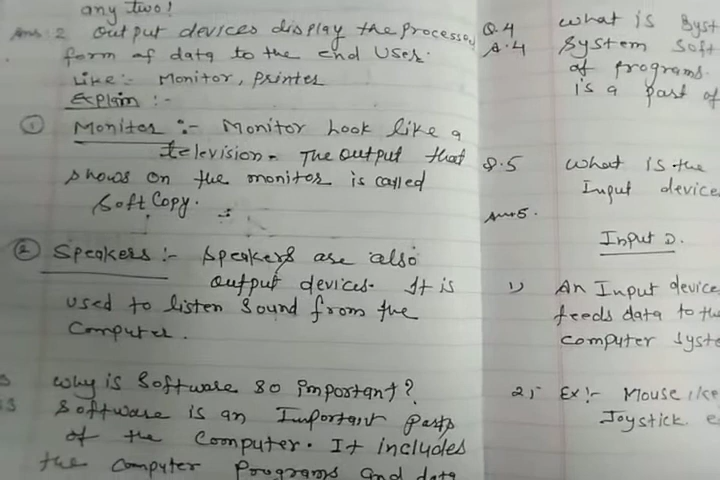 any two!
Ans: 2 Output devices display the Processed
form of data to the end User.
Like:- Monitor, Printer
Explain :-
① Monitor :- Monitor Look like a
television. The output that
shows on the monitor is called
Soft Copy.
② Speakers :- Speakers are also
output devices. It is
used to listen Sound from the
Computer.
Why is Software so important?
Software is an Important Parts
of the Computer. It includes
the Computer Programs and data
Q.4 What is Syst
A.4 System Soft
of Programs.
is a part of
Q.5 What is the
Input device
Ans 5.
Input D.
1) An Input device
feeds data to the
Computer Syste
2) Ex:- Mouse,
Joystick.